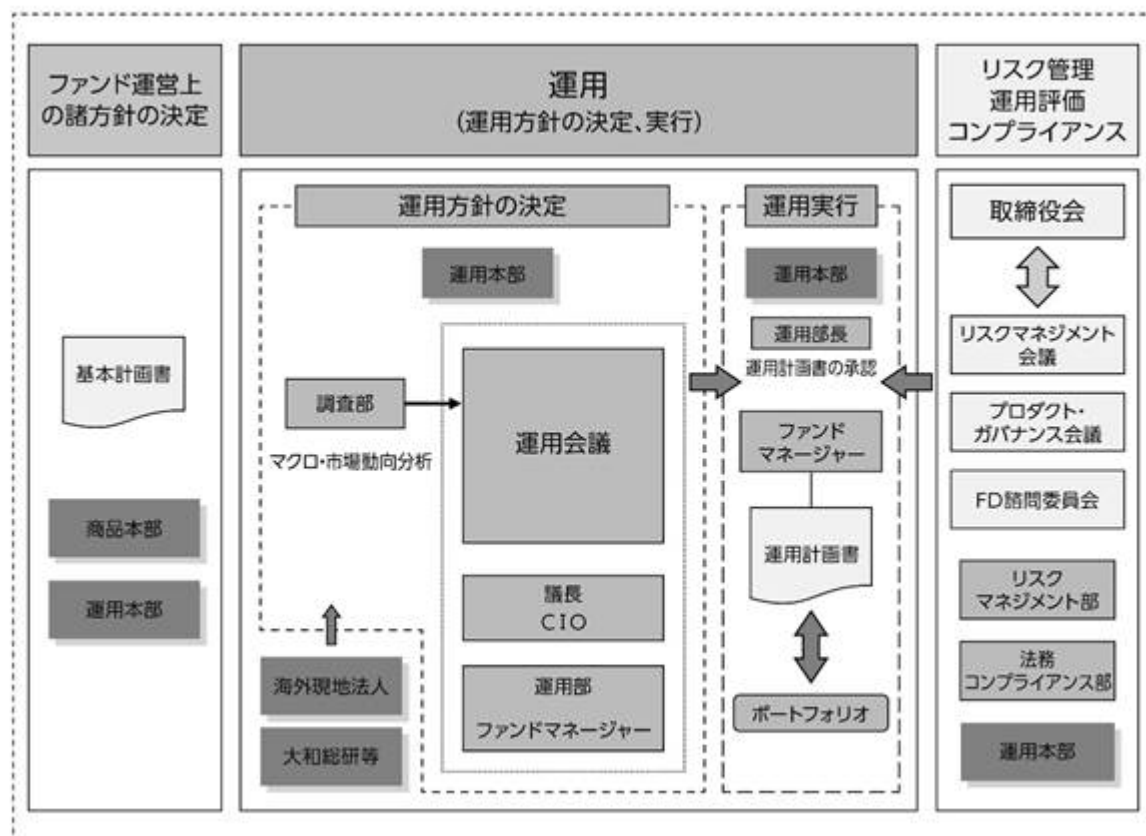 ファンド運営上
の諸方針の決定
運用
(運用方針の決定、実行)
リスク管理
運用評価
コンプライアンス
基本計画書
商品本部
運用本部
運用方針の決定
運用本部
調査部
マクロ・市場動向分析
運用会議
議長
CIO
運用部
ファンドマネージャー
海外現地法人
大和総研等
運用実行
運用本部
運用部長
運用計画書の承認
ファンド
マネージャー
運用計画書
ポートフォリオ
取締役会
リスクマネジメント
会議
プロダクト・
ガバナンス会議
FD諮問委員会
リスク
マネジメント部
法務
コンプライアンス部
運用本部